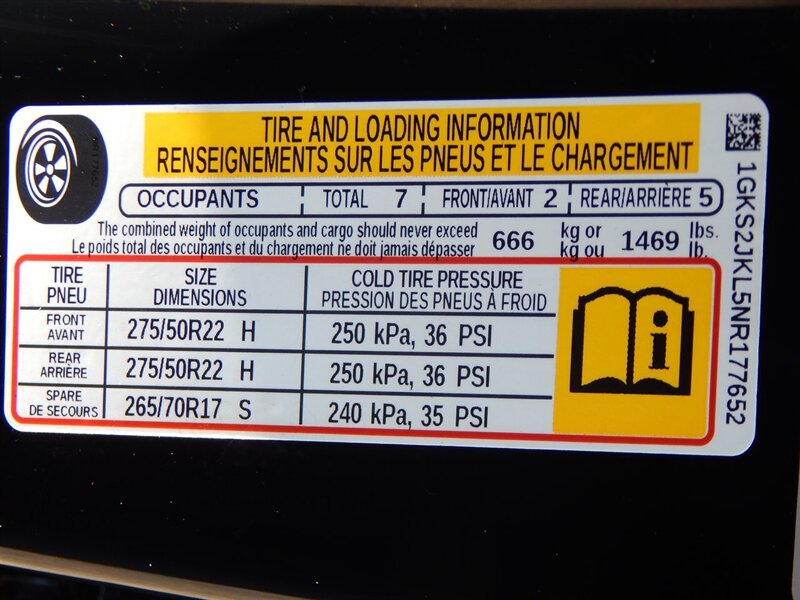 TIRE AND LOADING INFORMATION
RENSEIGNEMENTS SUR LES PNEUS ET LE CHARGEMENT
OCCUPANTS TOTAL 7 FRONT/AVANT 2 REAR/ARRIÈRE 5
The combined weight of occupants and cargo should never exceed 666 kg or 1469 lbs.
Le poids total des occupants et du chargement ne doit jamais dépasser kg ou lb.
TIRE SIZE COLD TIRE PRESSURE
PNEU DIMENSIONS PRESSION DES PNEUS À FROID
FRONT
AVANT 275/50R22 H 250 kPa, 36 PSI
REAR
ARRIÈRE 275/50R22 H 250 kPa, 36 PSI
SPARE
DE SECOURS 265/70R17 S 240 kPa, 35 PSI
i
1GKS2JKL5NR177652